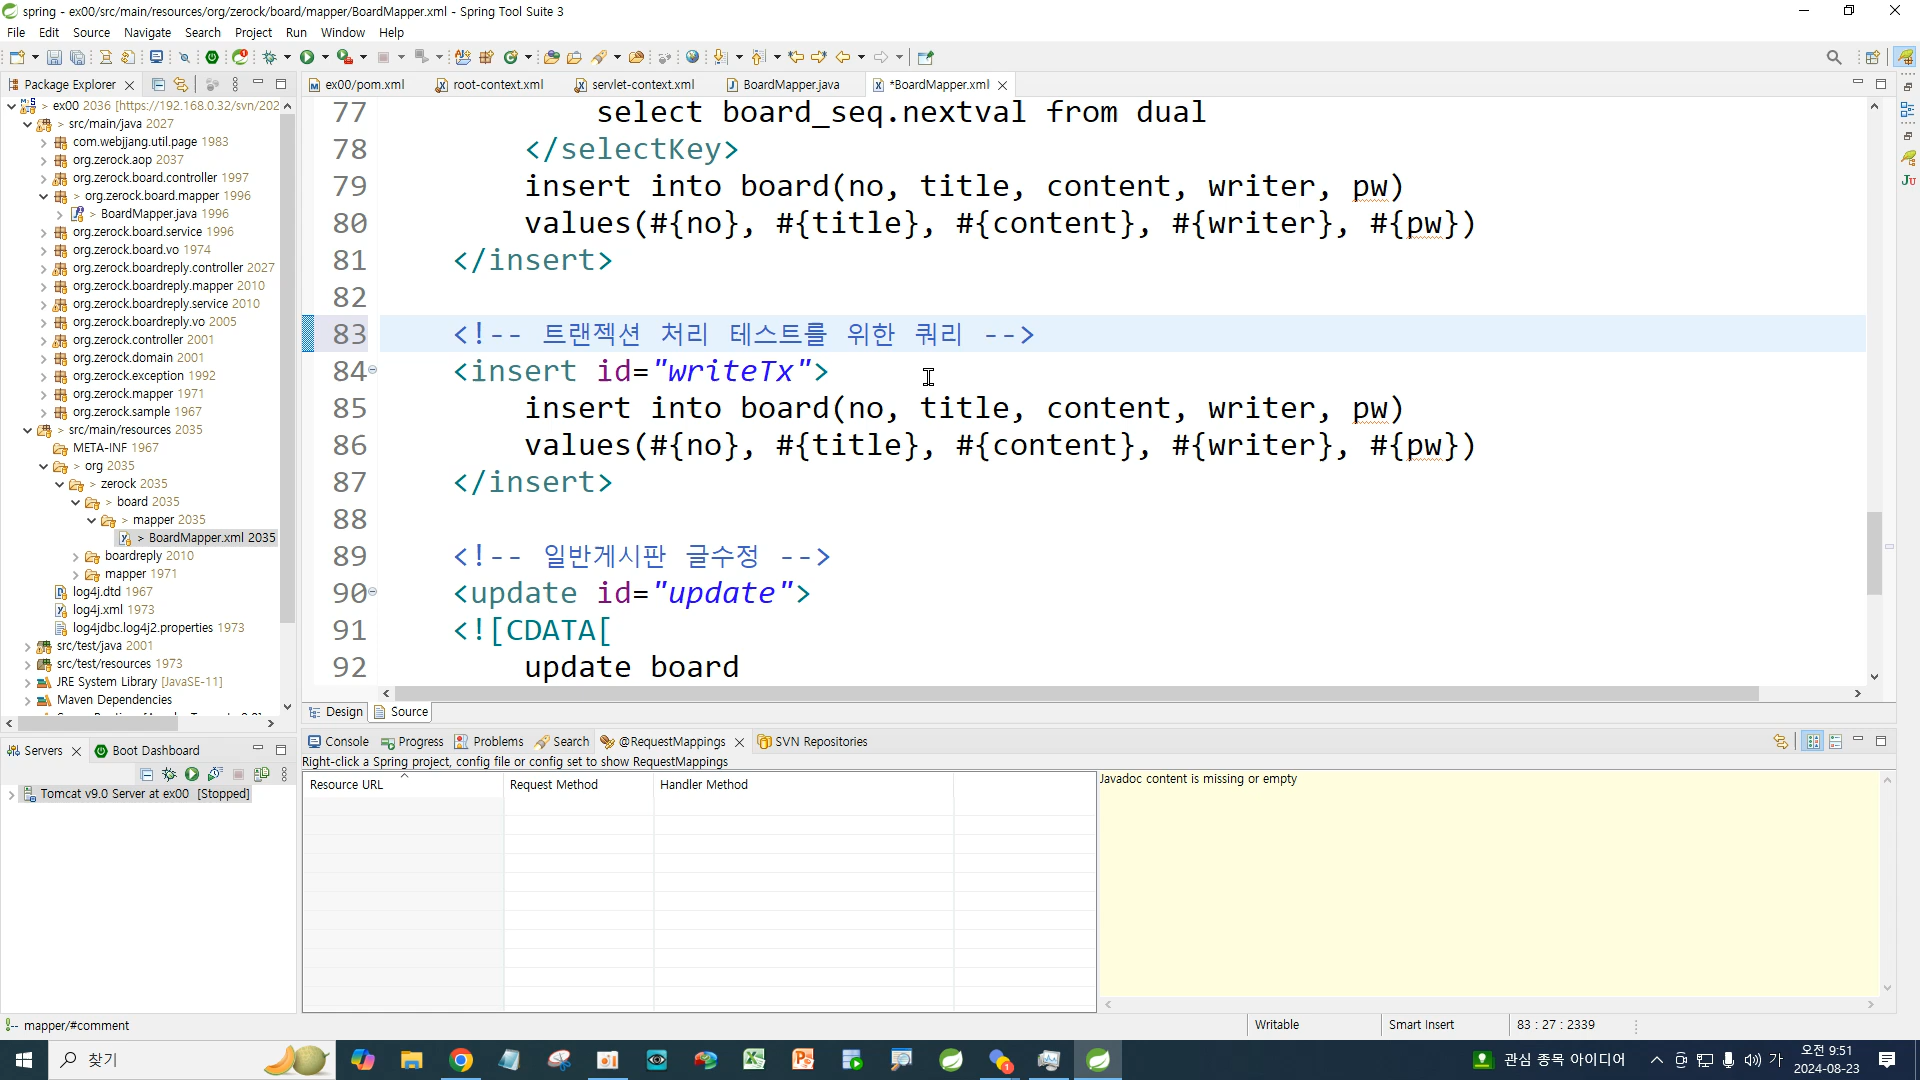 spring - ex00/src/main/resources/org/zerock/board/mapper/BoardMapper.xml - Spring Tool Suite 3
File Edit Source Navigate Search Project Run Window Help
Package Explorer
ex00/pom.xml root-context.xml servlet-context.xml BoardMapper.java *BoardMapper.xml
> ex00 2036 [https://192.168.0.32/svn/202
> src/main/java 2027
com.webjjang.util.page 1983
org.zerock.aop 2037
org.zerock.board.controller 1997
> org.zerock.board.mapper 1996
> BoardMapper.java 1996
org.zerock.board.service 1996
org.zerock.board.vo 1974
org.zerock.boardreply.controller 2027
org.zerock.boardreply.mapper 2010
org.zerock.boardreply.service 2010
org.zerock.boardreply.vo 2005
org.zerock.controller 2001
org.zerock.domain 2001
org.zerock.exception 1992
org.zerock.mapper 1971
org.zerock.sample 1967
> src/main/resources 2035
META-INF 1967
> org 2035
> zerock 2035
> board 2035
> mapper 2035
> BoardMapper.xml 2035
boardreply 2010
mapper 1971
log4j.dtd 1967
log4j.xml 1973
log4jdbc.log4j2.properties 1973
src/test/java 2001
src/test/resources 1973
JRE System Library [JavaSE-11]
Maven Dependencies
77 select board_seq.nextval from dual
78 </selectKey>
79 insert into board(no, title, content, writer, pw)
80 values(#{no}, #{title}, #{content}, #{writer}, #{pw})
81 </insert>
82
83 <!-- 트랜젝션 처리 테스트를 위한 쿼리 -->
84 <insert id="writeTx">
85 insert into board(no, title, content, writer, pw)
86 values(#{no}, #{title}, #{content}, #{writer}, #{pw})
87 </insert>
88
89 <!-- 일반게시판 글수정 -->
90 <update id="update">
91 <![CDATA[
92 update board
Design Source
Servers Boot Dashboard
Tomcat v9.0 Server at ex00 [Stopped]
Console Progress Problems Search @RequestMappings SVN Repositories
Right-click a Spring project, config file or config set to show RequestMappings
Resource URL Request Method Handler Method
Javadoc content is missing or empty
mapper/#comment Writable Smart Insert 83 : 27 : 2339
찾기
관심 종목 아이디어
가
오전 9:51
2024-08-23